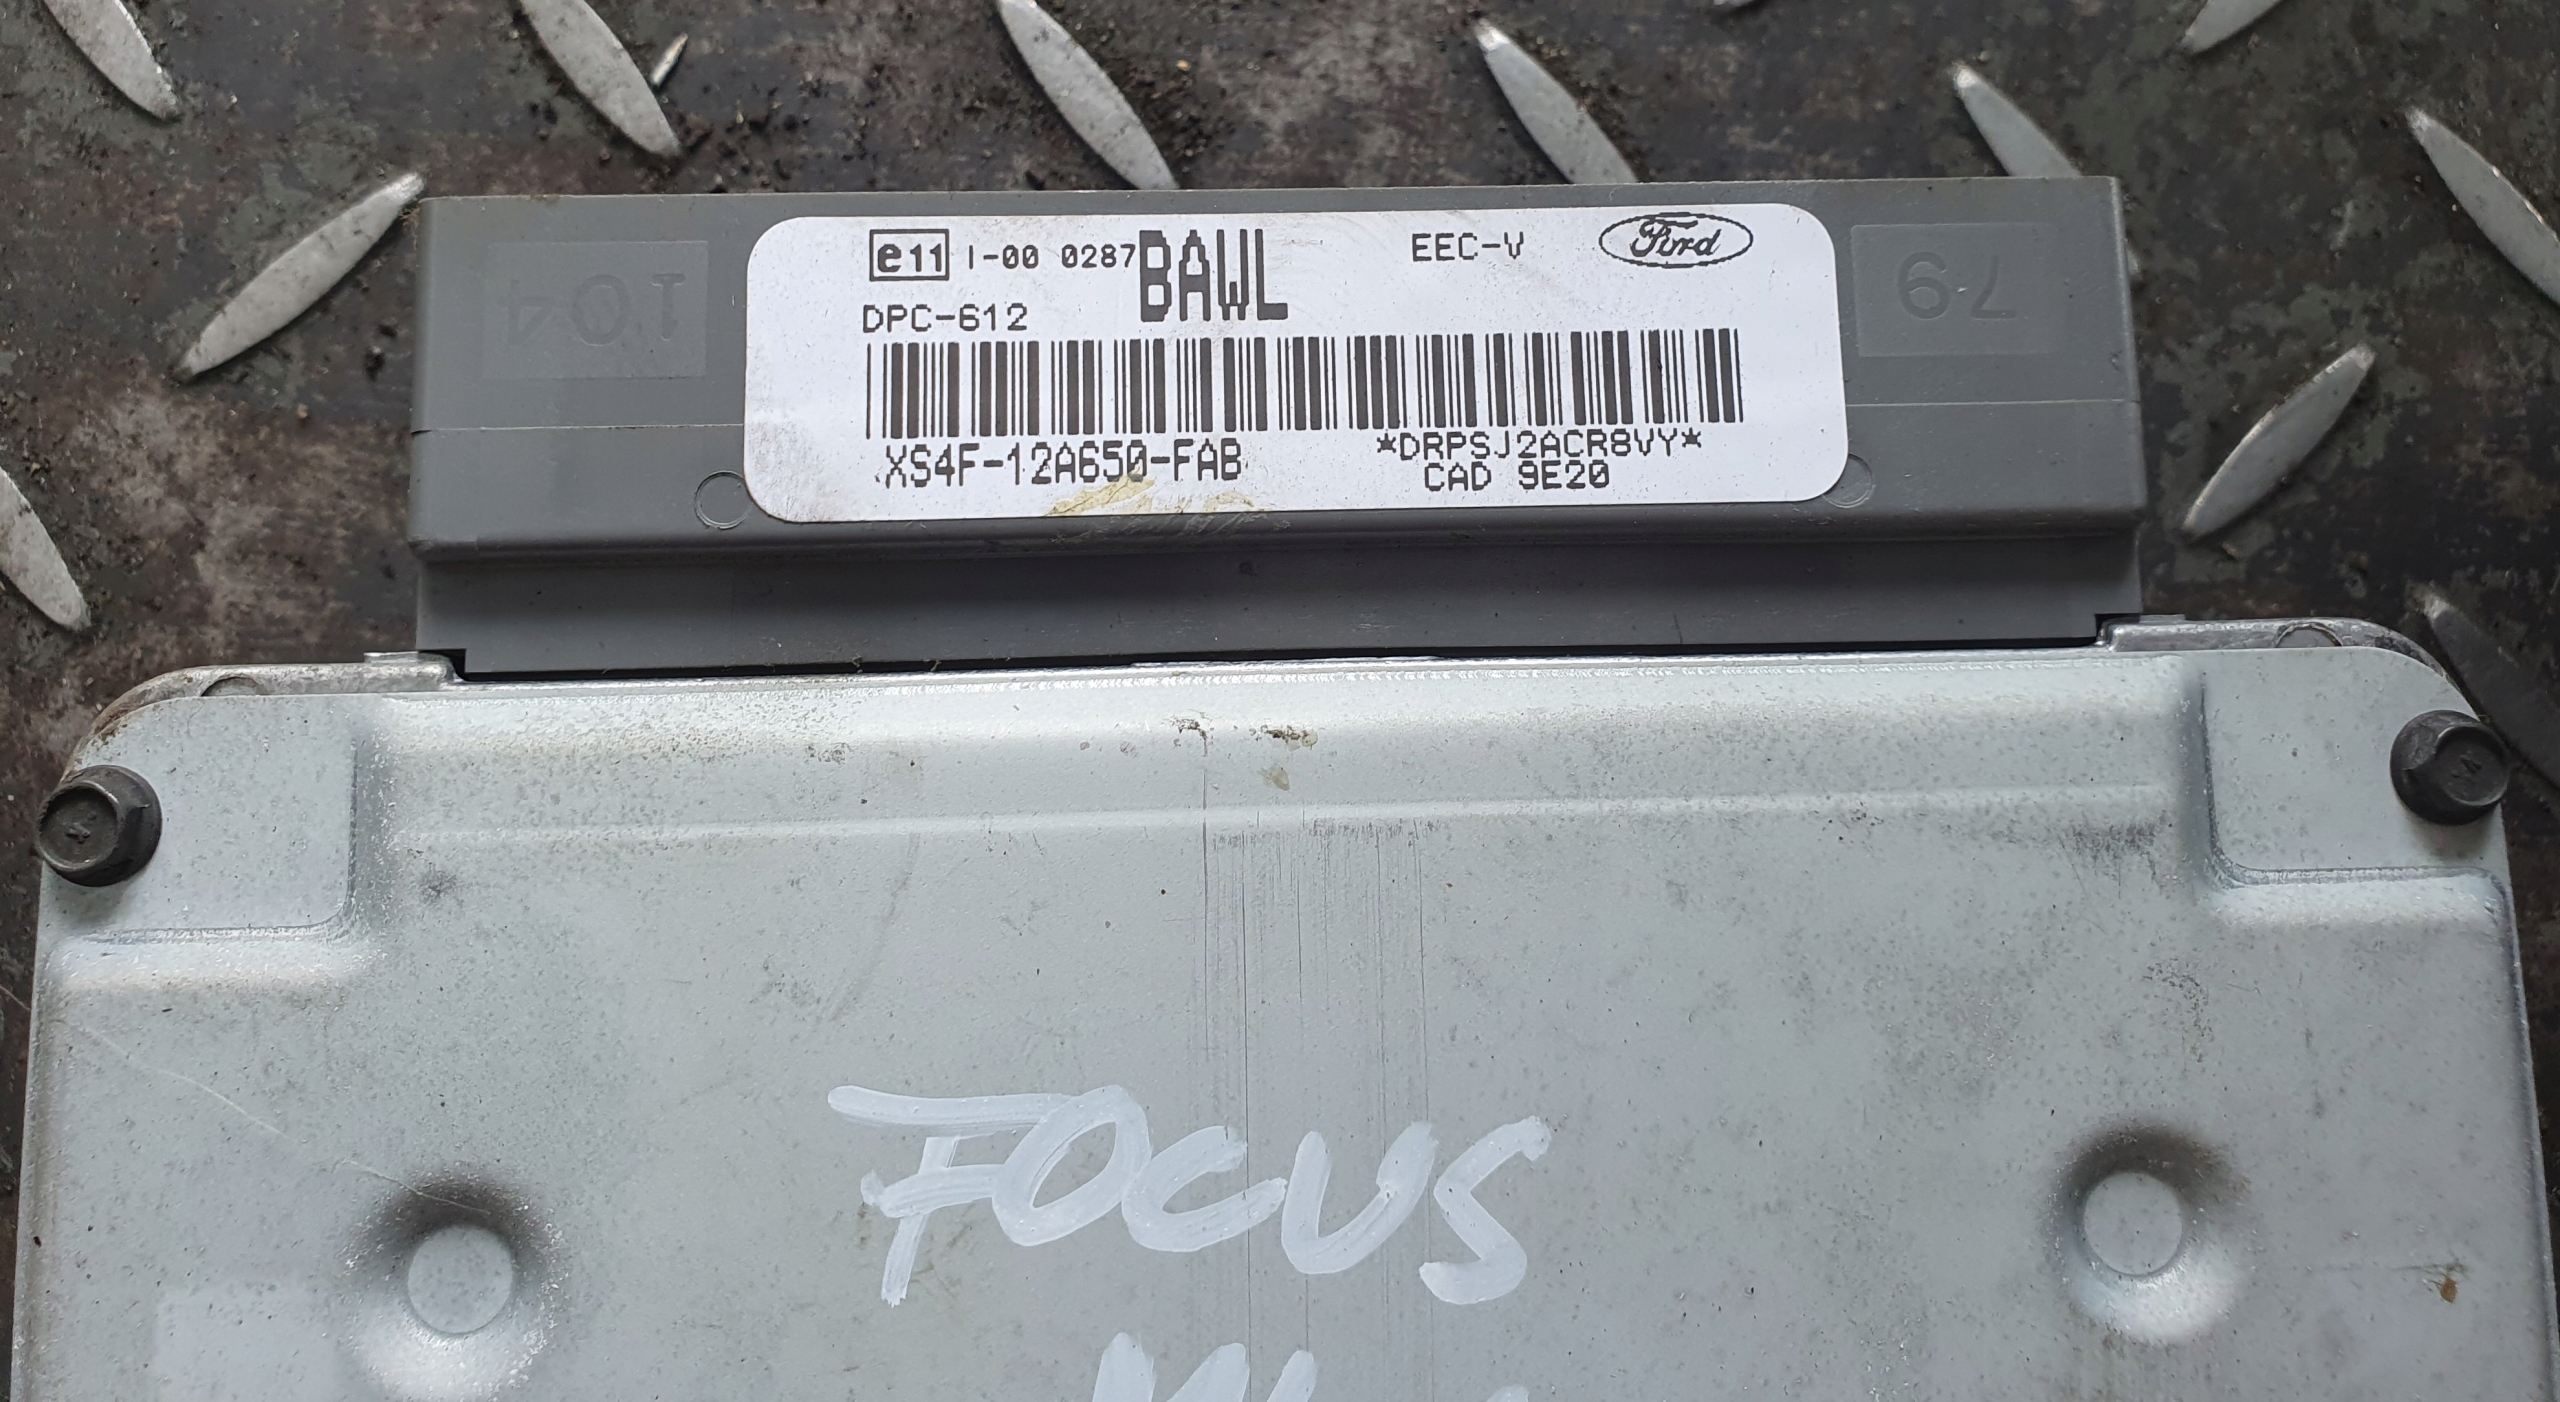 104
e11 I-00 0287 BAWL EEC-V Ford
79
DPC-612
XS4F-12A650-FAB *DRPSJ2ACR8VY*
CAD 9E20
FOCUS